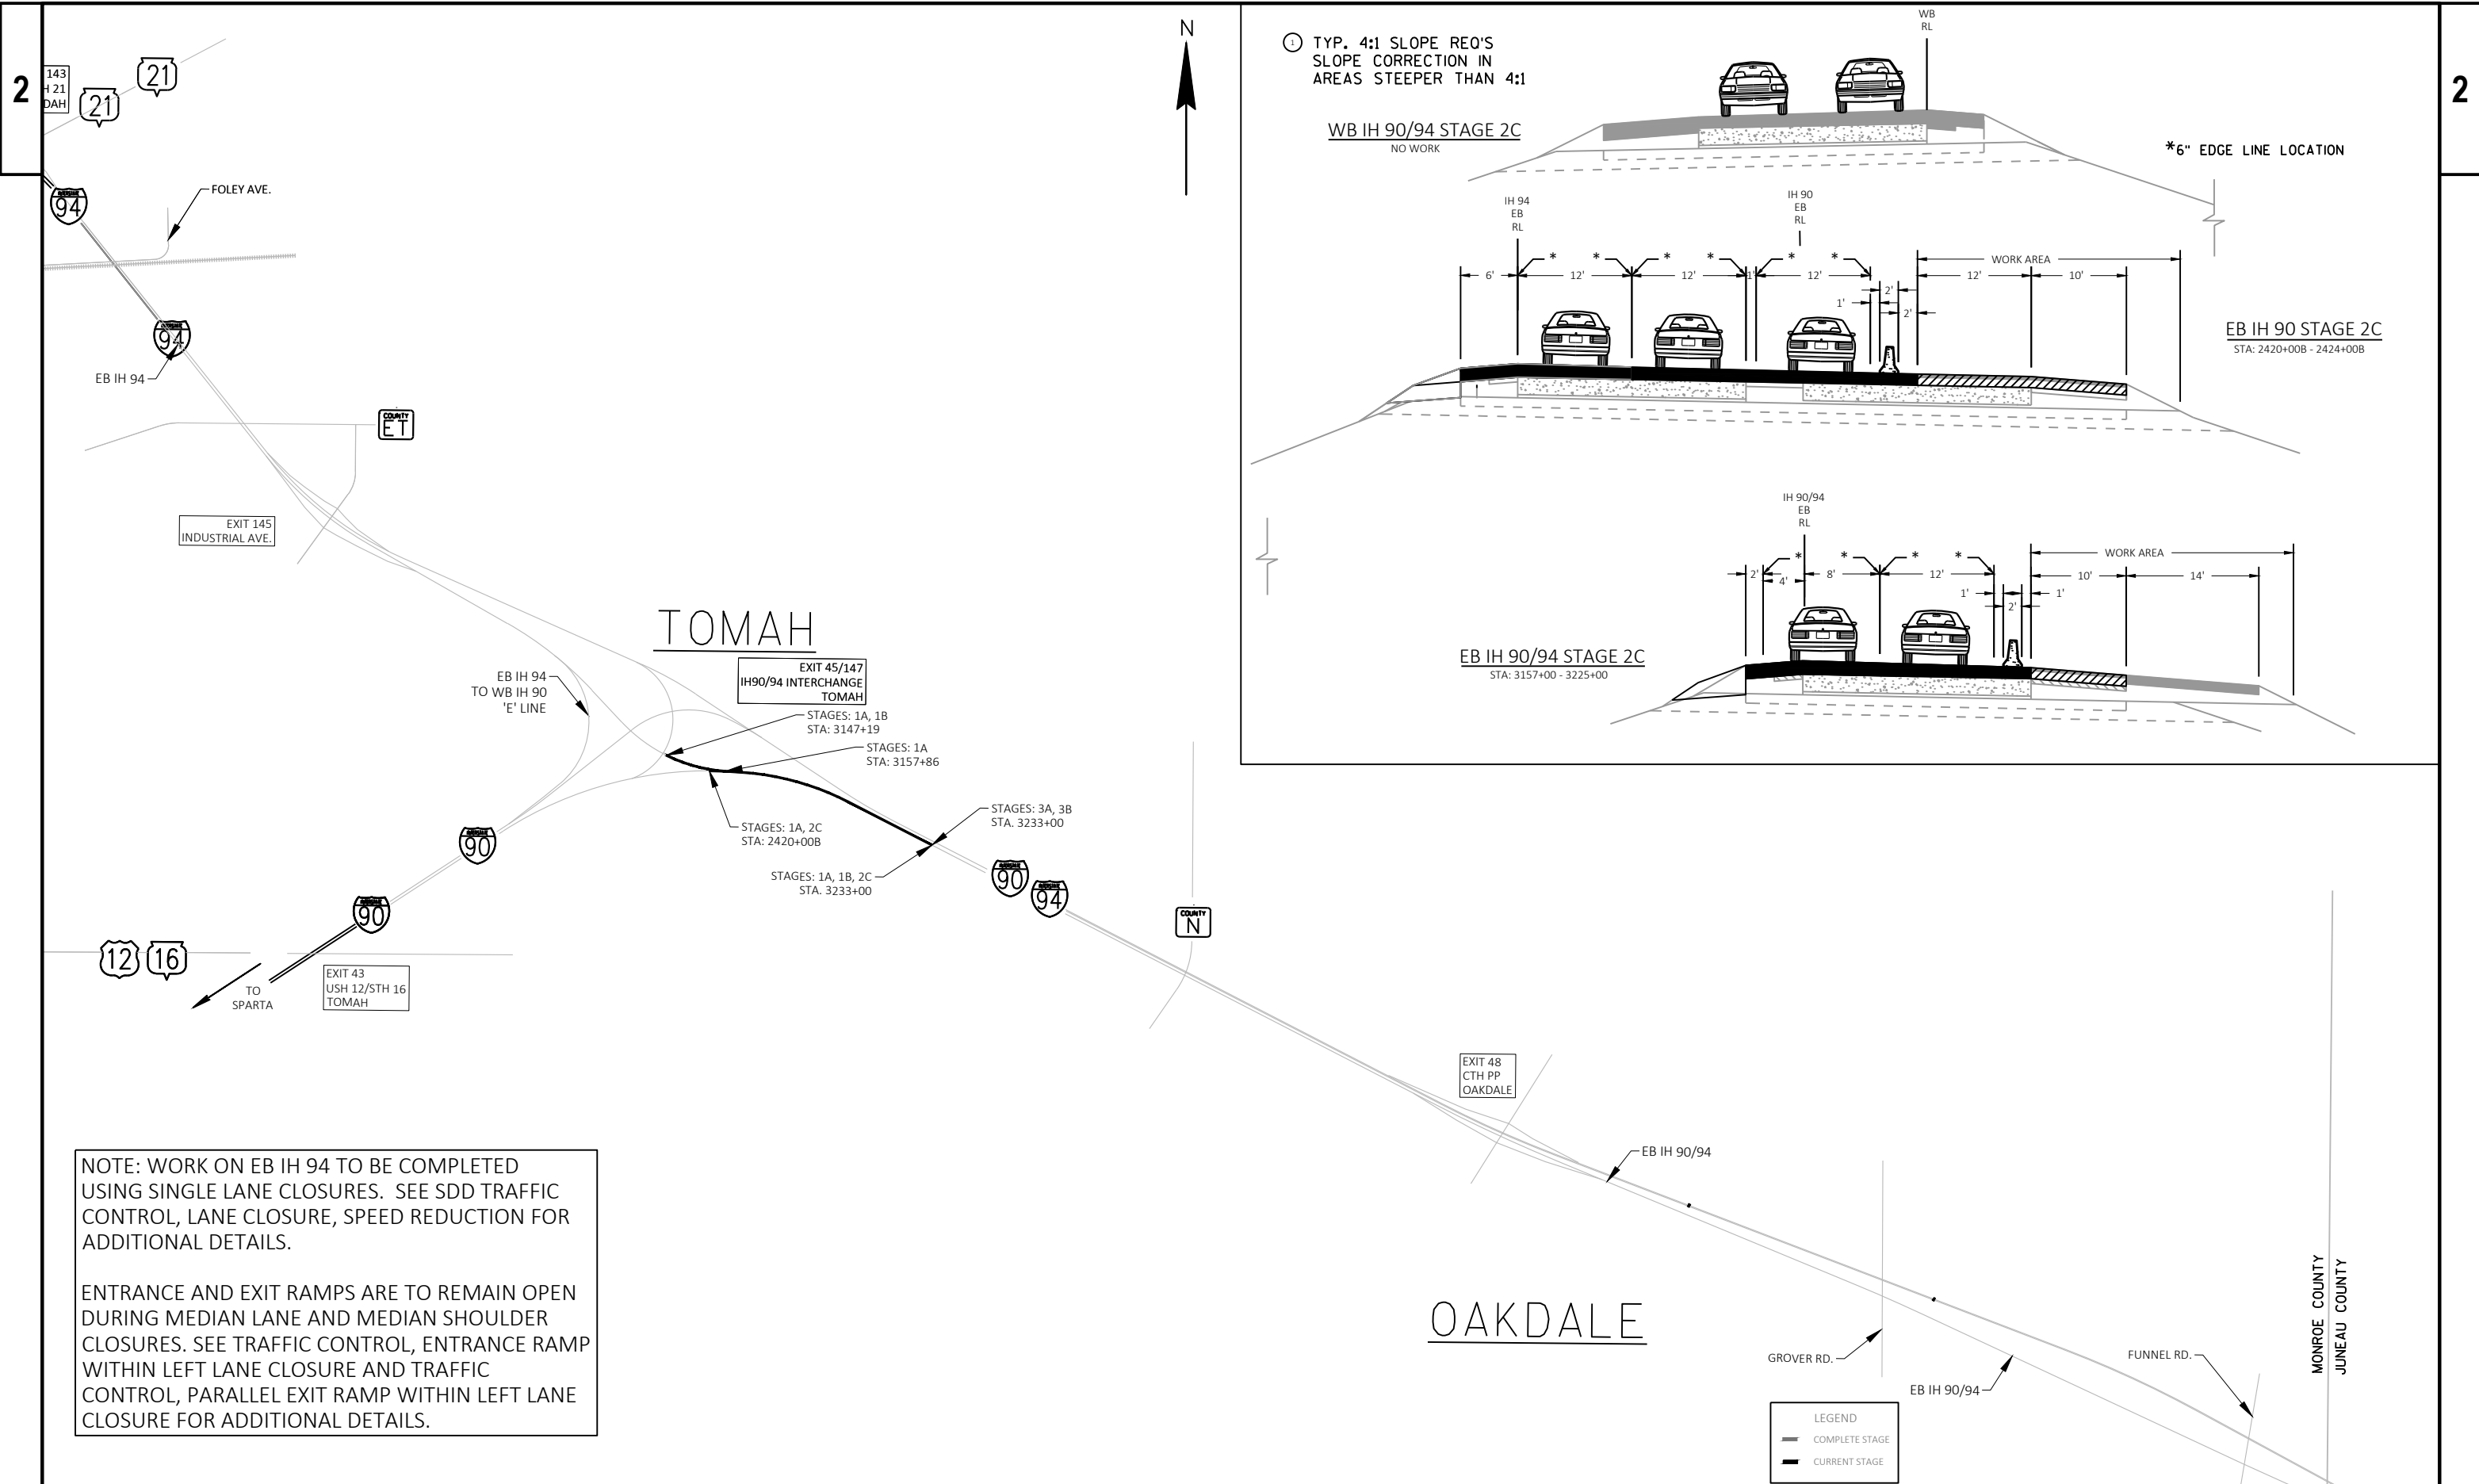 2
143
H 21
DAH
21
21
94
FOLEY AVE.
94
EB IH 94
COUNTY
ET
EXIT 145
INDUSTRIAL AVE.
N
TOMAH
EXIT 45/147
IH90/94 INTERCHANGE
TOMAH
EB IH 94
TO WB IH 90
'E' LINE
STAGES: 1A, 1B
STA: 3147+19
STAGES: 1A
STA: 3157+86
STAGES: 1A, 2C
STA: 2420+00B
STAGES: 3A, 3B
STA. 3233+00
STAGES: 1A, 1B, 2C
STA. 3233+00
90
90
90
94
12
16
TO
SPARTA
EXIT 43
USH 12/STH 16
TOMAH
COUNTY
N
EXIT 48
CTH PP
OAKDALE
EB IH 90/94
OAKDALE
GROVER RD.
EB IH 90/94
FUNNEL RD.
MONROE COUNTY
JUNEAU COUNTY
LEGEND
COMPLETE STAGE
CURRENT STAGE
NOTE: WORK ON EB IH 94 TO BE COMPLETED
USING SINGLE LANE CLOSURES. SEE SDD TRAFFIC
CONTROL, LANE CLOSURE, SPEED REDUCTION FOR
ADDITIONAL DETAILS.
ENTRANCE AND EXIT RAMPS ARE TO REMAIN OPEN
DURING MEDIAN LANE AND MEDIAN SHOULDER
CLOSURES. SEE TRAFFIC CONTROL, ENTRANCE RAMP
WITHIN LEFT LANE CLOSURE AND TRAFFIC
CONTROL, PARALLEL EXIT RAMP WITHIN LEFT LANE
CLOSURE FOR ADDITIONAL DETAILS.
1 TYP. 4:1 SLOPE REQ'S
SLOPE CORRECTION IN
AREAS STEEPER THAN 4:1
WB IH 90/94 STAGE 2C
NO WORK
WB
RL
*6" EDGE LINE LOCATION
2
IH 94
EB
RL
IH 90
EB
RL
* * * * * *
WORK AREA
6' 12' 12' 1' 12' 12' 10'
2'
1'
2'
EB IH 90 STAGE 2C
STA: 2420+00B - 2424+00B
IH 90/94
EB
RL
* * * *
WORK AREA
2' 4' 8' 12' 10' 14'
1' 1'
2'
EB IH 90/94 STAGE 2C
STA: 3157+00 - 3225+00